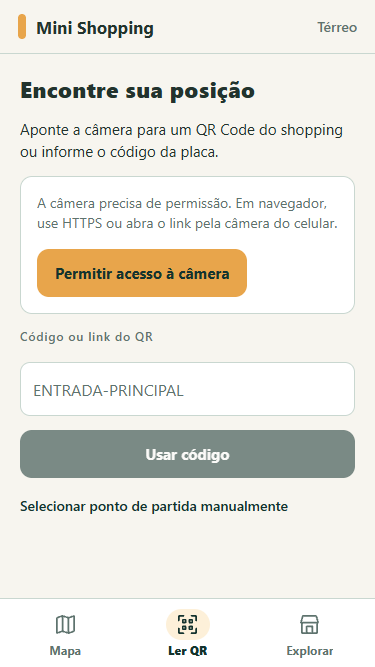 Mini Shopping
Térreo
Encontre sua posição
Aponte a câmera para um QR Code do shopping
ou informe o código da placa.
A câmera precisa de permissão. Em navegador,
use HTTPS ou abra o link pela câmera do celular.
Permitir acesso à câmera
Código ou link do QR
ENTRADA-PRINCIPAL
Usar código
Selecionar ponto de partida manualmente
Mapa
Ler QR
Explorar